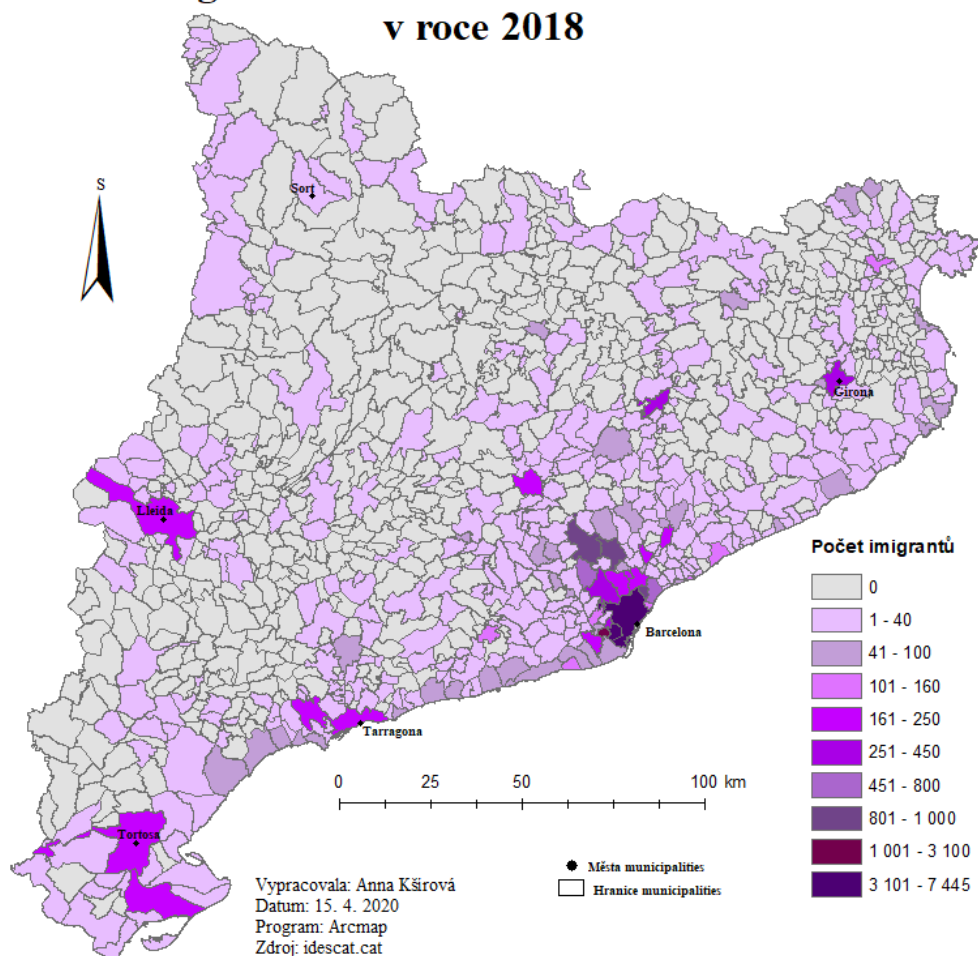 v roce 2018
S
Sort
Girona
Lleida
Barcelona
Tarragona
Tortosa
Počet imigrantů
0
1 - 40
41 - 100
101 - 160
161 - 250
251 - 450
451 - 800
801 - 1 000
1 001 - 3 100
3 101 - 7 445
0 25 50 100 km
Města municipalities
Hranice municipalities
Vypracovala: Anna Kšírová
Datum: 15. 4. 2020
Program: Arcmap
Zdroj: idescat.cat